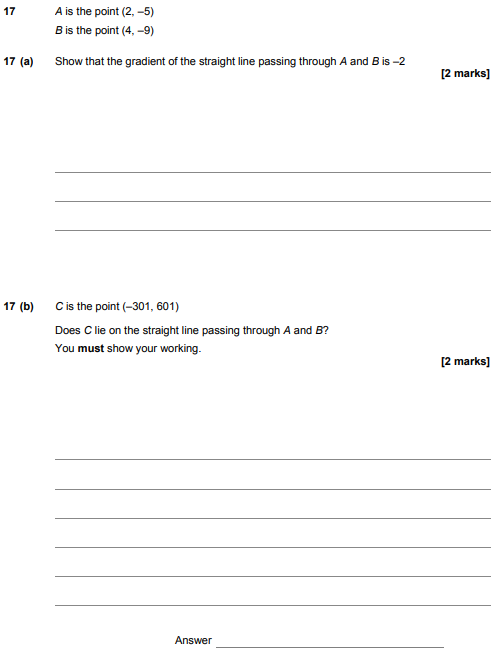 17 A is the point (2, –5)
B is the point (4, –9)
17 (a) Show that the gradient of the straight line passing through A and B is –2
[2 marks]
17 (b) C is the point (–301, 601)
Does C lie on the straight line passing through A and B?
You must show your working.
[2 marks]
Answer